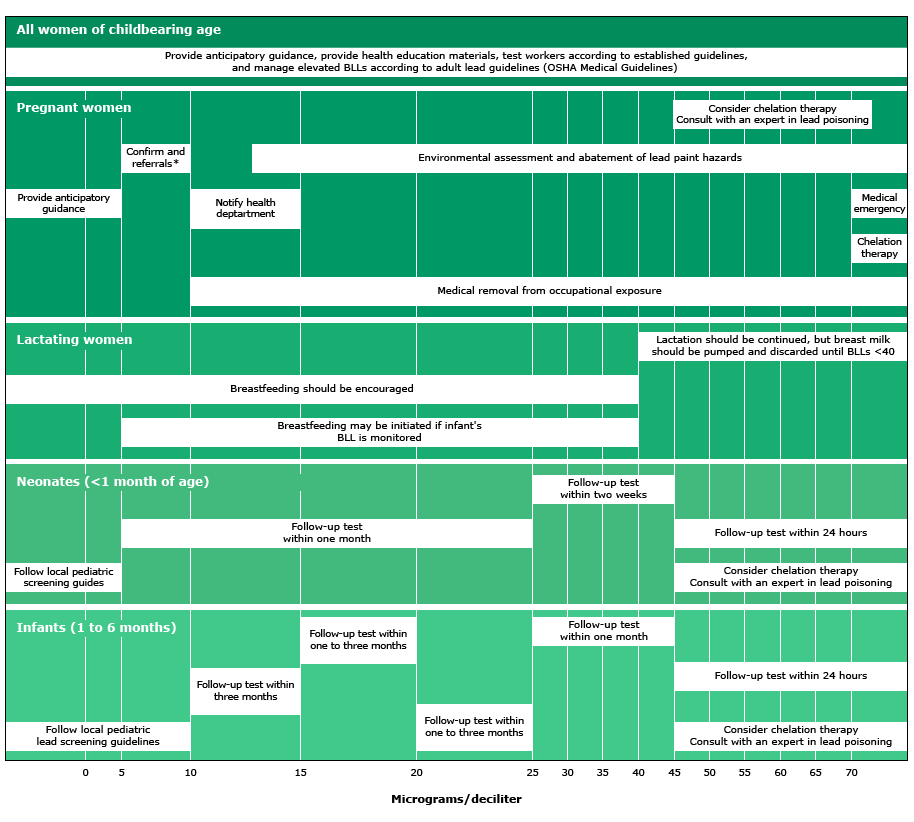 All women of childbearing age
Provide anticipatory guidance, provide health education materials, test workers according to established guidelines,
and manage elevated BLLs according to adult lead guidelines (OSHA Medical Guidelines)
Pregnant women
Consider chelation therapy
Consult with an expert in lead poisoning
Confirm and
referrals*
Environmental assessment and abatement of lead paint hazards
Provide anticipatory
guidance
Notify health
deptartment
Medical
emergency
Chelation
therapy
Medical removal from occupational exposure
Lactating women
Lactation should be continued, but breast milk
should be pumped and discarded until BLLs <40
Breastfeeding should be encouraged
Breastfeeding may be initiated if infant's
BLL is monitored
Neonates (<1 month of age)
Follow-up test
within two weeks
Follow-up test
within one month
Follow-up test within 24 hours
Follow local pediatric
screening guides
Consider chelation therapy
Consult with an expert in lead poisoning
Infants (1 to 6 months)
Follow-up test within
one to three months
Follow-up test
within one month
Follow-up test within
three months
Follow-up test within 24 hours
Follow-up test within
one to three months
Follow local pediatric
lead screening guidelines
Consider chelation therapy
Consult with an expert in lead poisoning
0 5 10 15 20 25 30 35 40 45 50 55 60 65 70
Micrograms/deciliter